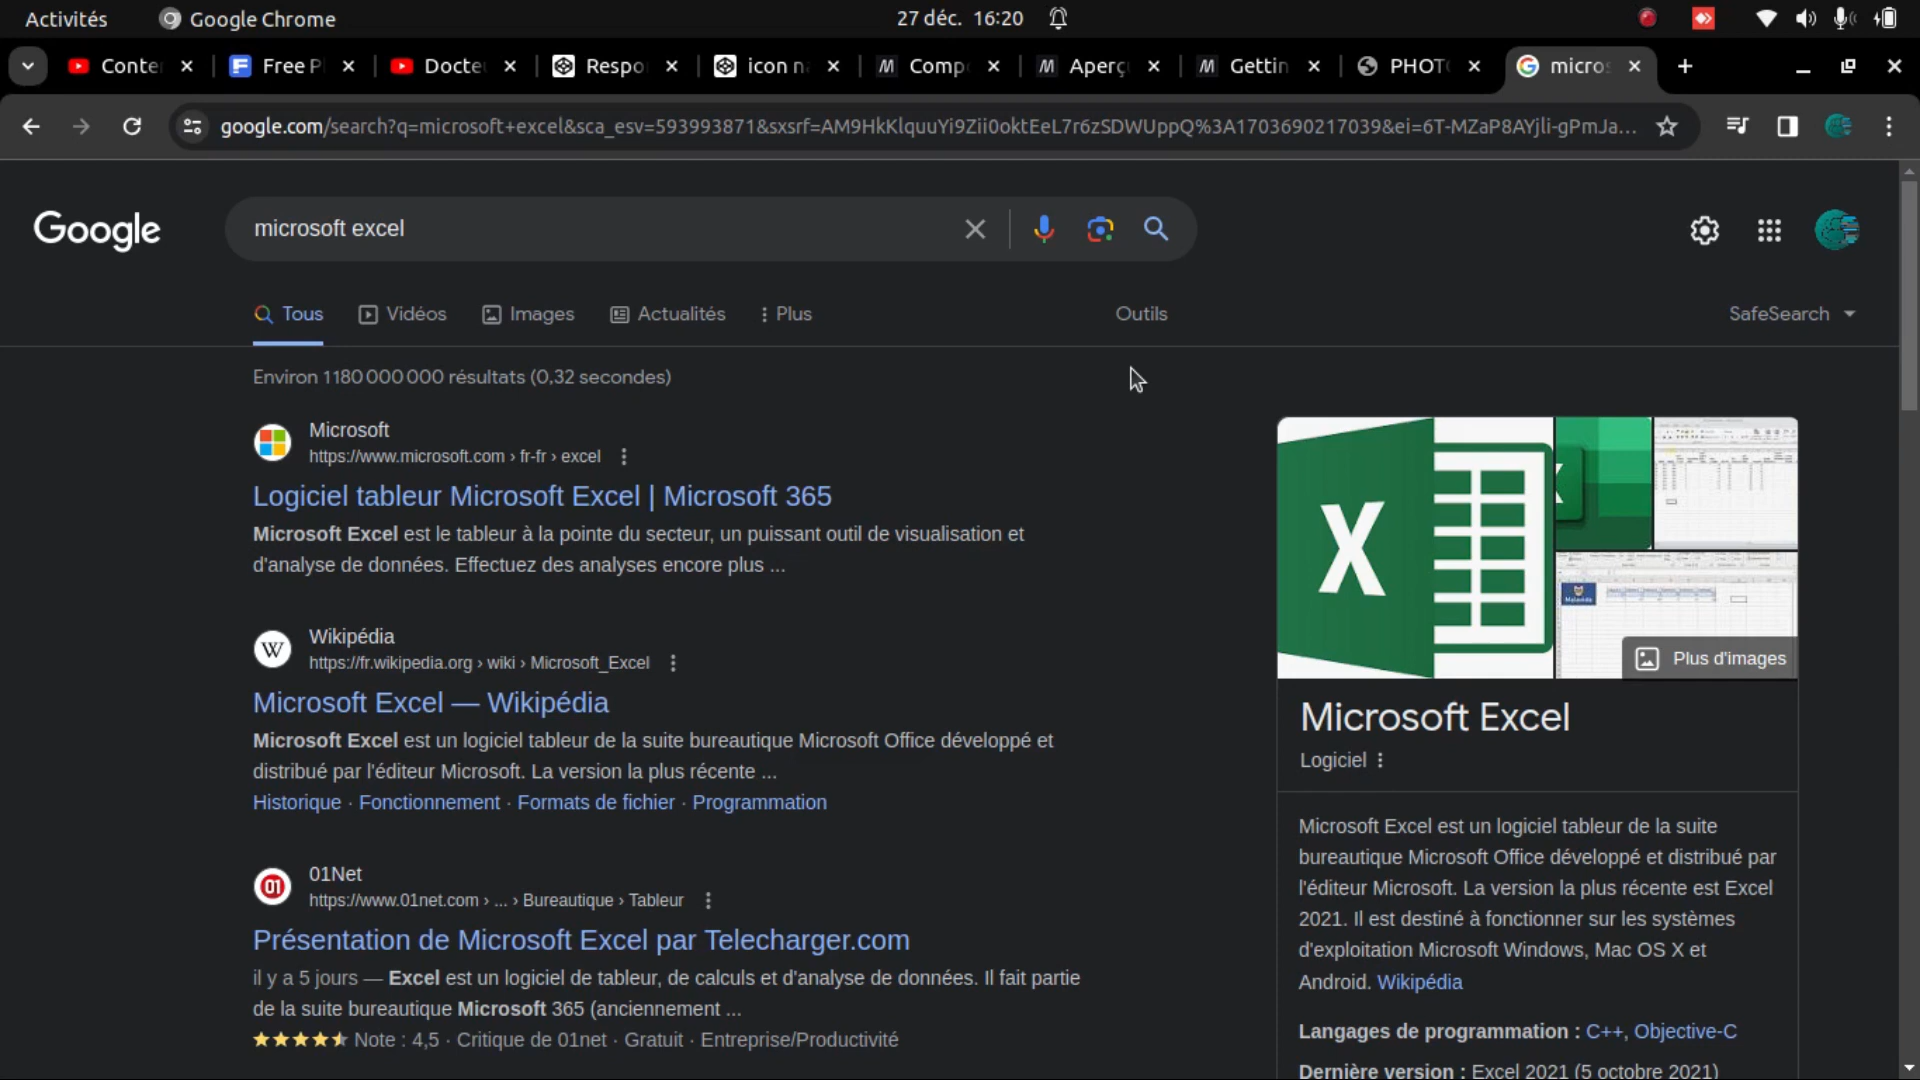 Activités
Google Chrome
27 déc. 16:20
Conte
Free P
Docte
Respo
icon n
Comp
Aperç
Gettin
PHOT
micros
google.com/search?q=microsoft+excel&sca_esv=593993871&sxsrf=AM9HkKlquuYi9Zii0oktEeL7r6zSDWUppQ%3A1703690217039&ei=6T-MZaP8AYjli-gPmJa...
Google
microsoft excel
Tous
Vidéos
Images
Actualités
Plus
Outils
SafeSearch
Environ 1 180 000 000 résultats (0,32 secondes)
Microsoft
https://www.microsoft.com › fr-fr › excel
Logiciel tableur Microsoft Excel | Microsoft 365
Microsoft Excel est le tableur à la pointe du secteur, un puissant outil de visualisation et
d'analyse de données. Effectuez des analyses encore plus ...
W
Wikipédia
https://fr.wikipedia.org › wiki › Microsoft_Excel
Microsoft Excel — Wikipédia
Microsoft Excel est un logiciel tableur de la suite bureautique Microsoft Office développé et
distribué par l'éditeur Microsoft. La version la plus récente ...
Historique · Fonctionnement · Formats de fichier · Programmation
01
01Net
https://www.01net.com › ... › Bureautique › Tableur
Présentation de Microsoft Excel par Telecharger.com
il y a 5 jours — Excel est un logiciel de tableur, de calculs et d'analyse de données. Il fait partie
de la suite bureautique Microsoft 365 (anciennement ...
Note : 4,5 · Critique de 01net · Gratuit · Entreprise/Productivité
X
Plus d'images
Microsoft Excel
Logiciel
Microsoft Excel est un logiciel tableur de la suite
bureautique Microsoft Office développé et distribué par
l'éditeur Microsoft. La version la plus récente est Excel
2021. Il est destiné à fonctionner sur les systèmes
d'exploitation Microsoft Windows, Mac OS X et
Android. Wikipédia
Langages de programmation : C++, Objective-C
Dernière version : Excel 2021 (5 octobre 2021)